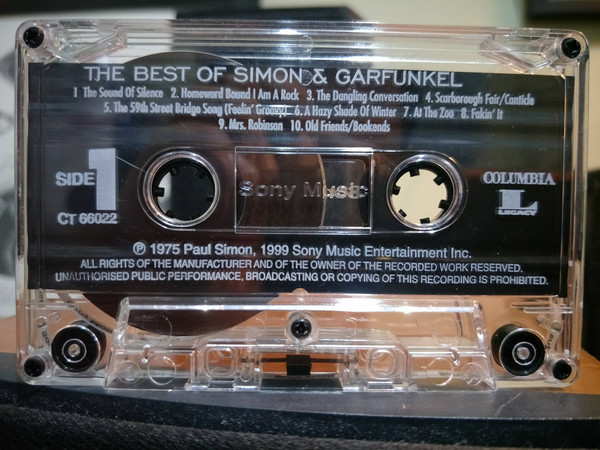 THE BEST OF SIMON & GARFUNKEL
1 The Sound Of Silence 2. Homeward Bound I Am A Rock 3. The Dangling Conversation 4. Scarborough Fair/Canticle
5. The 59th Street Bridge Song (Feelin' Groovy) 6. A Hazy Shade Of Winter 7. At The Zoo 8. Fakin' It
9. Mrs. Robinson 10. Old Friends/Bookends
SIDE 1
Sony Music
COLUMBIA
L
LEGACY
CT 66022
℗ 1975 Paul Simon, 1999 Sony Music Entertainment Inc.
ALL RIGHTS OF THE MANUFACTURER AND OF THE OWNER OF THE RECORDED WORK RESERVED.
UNAUTHORISED PUBLIC PERFORMANCE, BROADCASTING OR COPYING OF THIS RECORDING IS PROHIBITED.